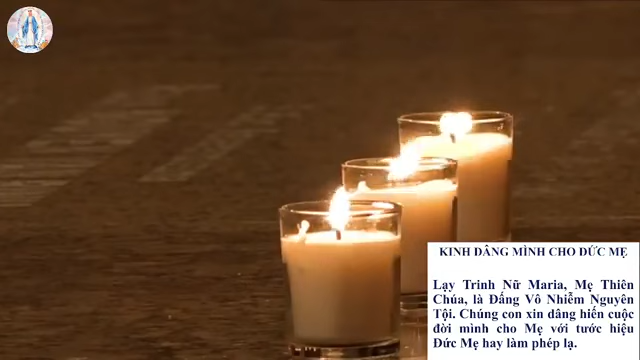 KINH DÂNG MÌNH CHO ĐỨC MẸ
Lạy Trinh Nữ Maria, Mẹ Thiên
Chúa, là Đấng Vô Nhiễm Nguyên
Tội. Chúng con xin dâng hiến cuộc
đời mình cho Mẹ với tước hiệu
Đức Mẹ hay làm phép lạ.